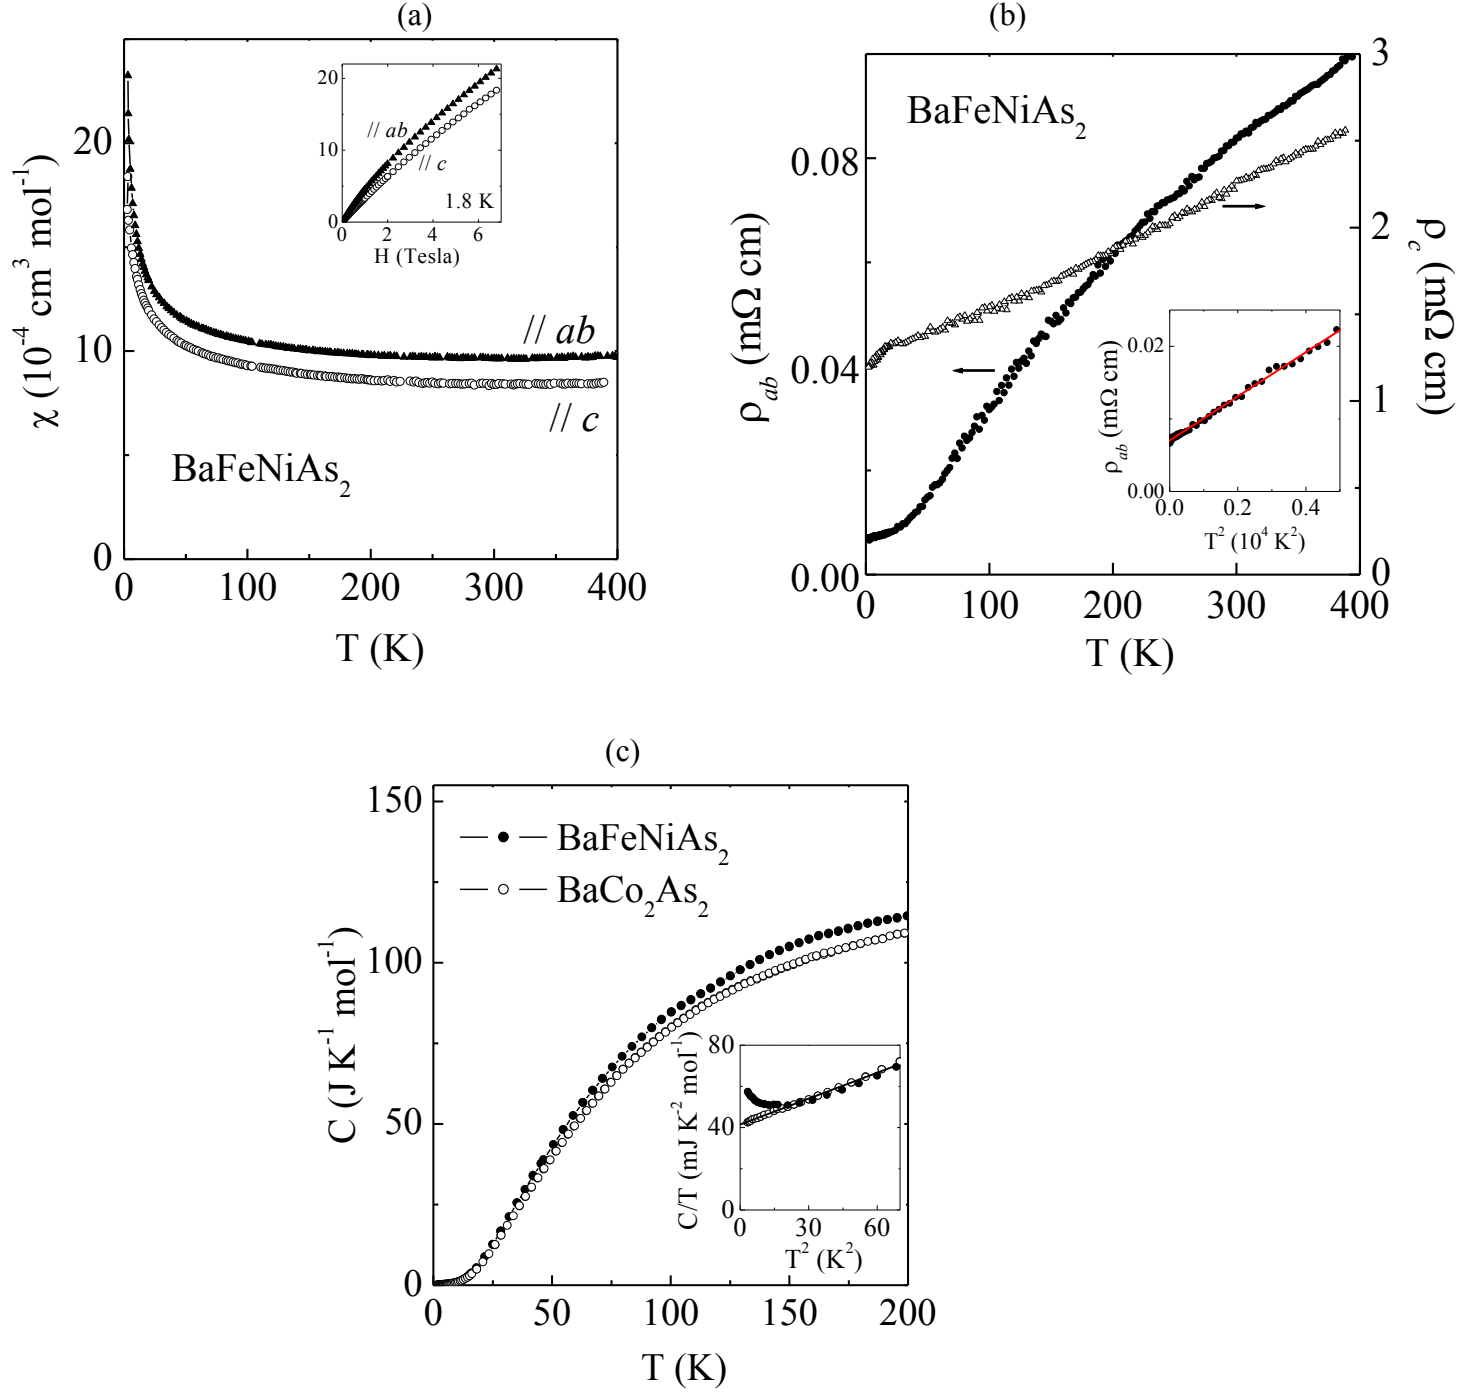 (a)
χ (10⁻⁴ cm³ mol⁻¹)
20
10
0
0 100 200 300 400
T (K)
// ab
// c
BaFeNiAs₂
20
10
0
0 2 4 6
H (Tesla)
// ab
// c
1.8 K
(b)
BaFeNiAs₂
ρab (mΩ cm)
0.08
0.04
0.00
0 100 200 300 400
T (K)
3
2
1
0
ρc (mΩ cm)
ρab (mΩ cm)
0.02
0.00
0.0 0.2 0.4
T² (10⁴ K²)
(c)
C (J K⁻¹ mol⁻¹)
150
100
50
0
0 50 100 150 200
T (K)
BaFeNiAs₂
BaCo₂As₂
C/T (mJ K⁻² mol⁻¹)
80
40
0
0 30 60
T² (K²)